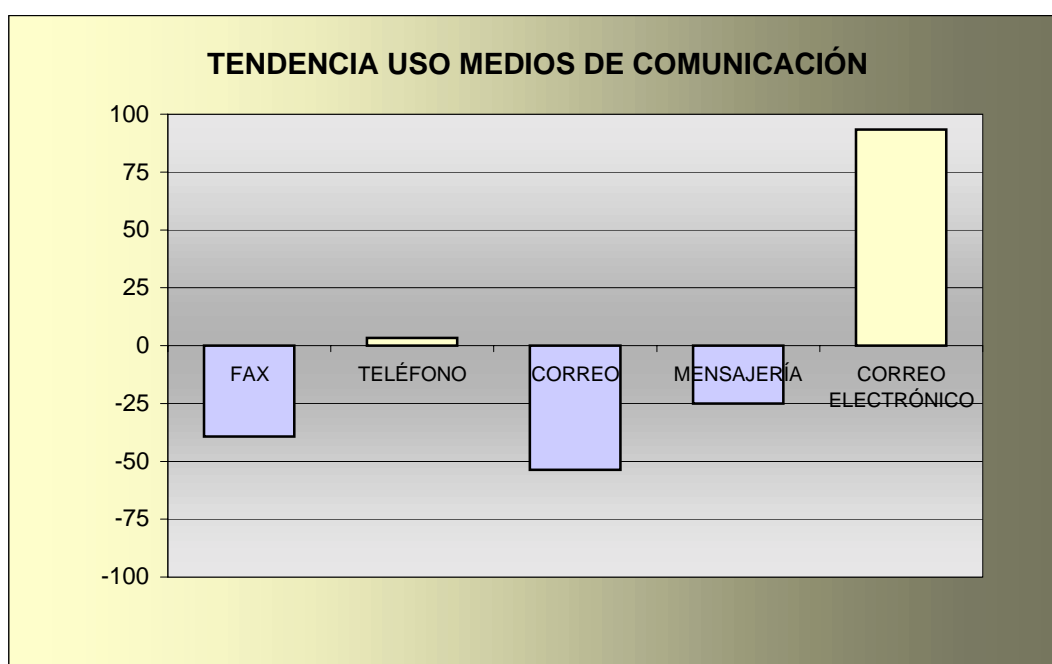 TENDENCIA USO MEDIOS DE COMUNICACIÓN
100
75
50
25
0
-25
-50
-75
-100
FAX
TELÉFONO
CORREO
MENSAJERÍA
CORREO
ELECTRÓNICO